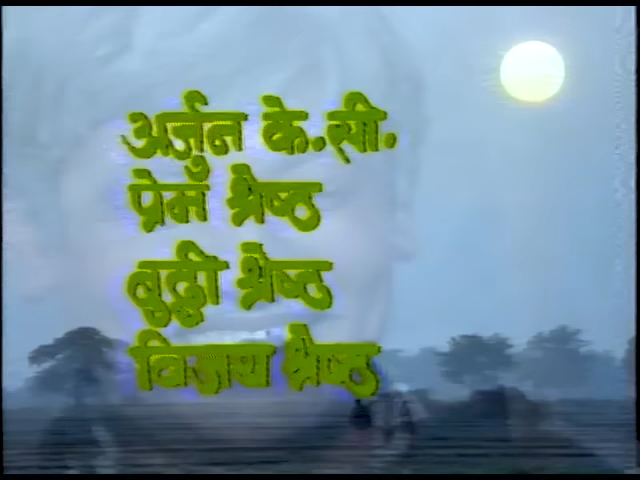 अर्जुन के.सी.
प्रेम श्रेष्ठ
बुद्धी श्रेष्ठ
विजय श्रेष्ठ